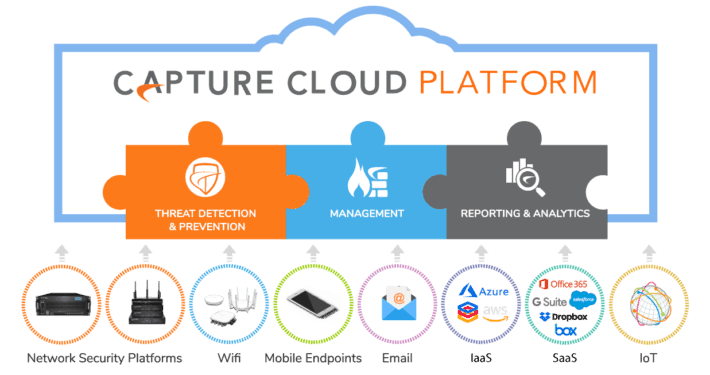 CAPTURE CLOUD PLATFORM
THREAT DETECTION
& PREVENTION
MANAGEMENT
REPORTING & ANALYTICS
Azure
aws
Office 365
G Suite
salesforce
Dropbox
box
Network Security Platforms
Wifi
Mobile Endpoints
Email
IaaS
SaaS
IoT